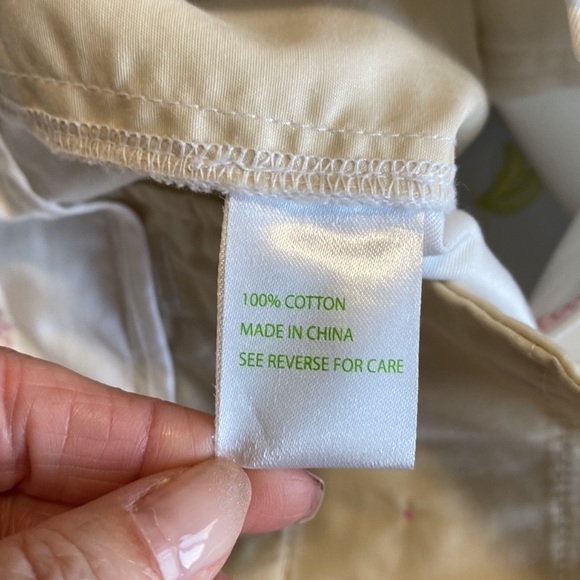 100% COTTON
MADE IN CHINA
SEE REVERSE FOR CARE